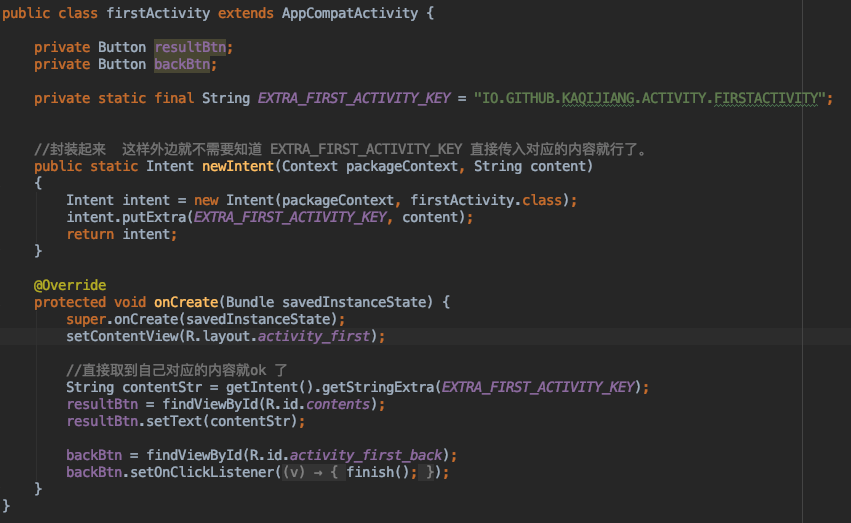 public class firstActivity extends AppCompatActivity {
private Button resultBtn;
private Button backBtn;
private static final String EXTRA_FIRST_ACTIVITY_KEY = "IO.GITHUB.KAQIJIANG.ACTIVITY.FIRSTACTIVITY";
//封装起来  这样外边就不需要知道 EXTRA_FIRST_ACTIVITY_KEY 直接传入对应的内容就行了。
public static Intent newIntent(Context packageContext, String content)
{
Intent intent = new Intent(packageContext, firstActivity.class);
intent.putExtra(EXTRA_FIRST_ACTIVITY_KEY, content);
return intent;
}
@Override
protected void onCreate(Bundle savedInstanceState) {
super.onCreate(savedInstanceState);
setContentView(R.layout.activity_first);
//直接取到自己对应的内容就ok 了
String contentStr = getIntent().getStringExtra(EXTRA_FIRST_ACTIVITY_KEY);
resultBtn = findViewById(R.id.contents);
resultBtn.setText(contentStr);
backBtn = findViewById(R.id.activity_first_back);
backBtn.setOnClickListener((v) → { finish(); });
}
}